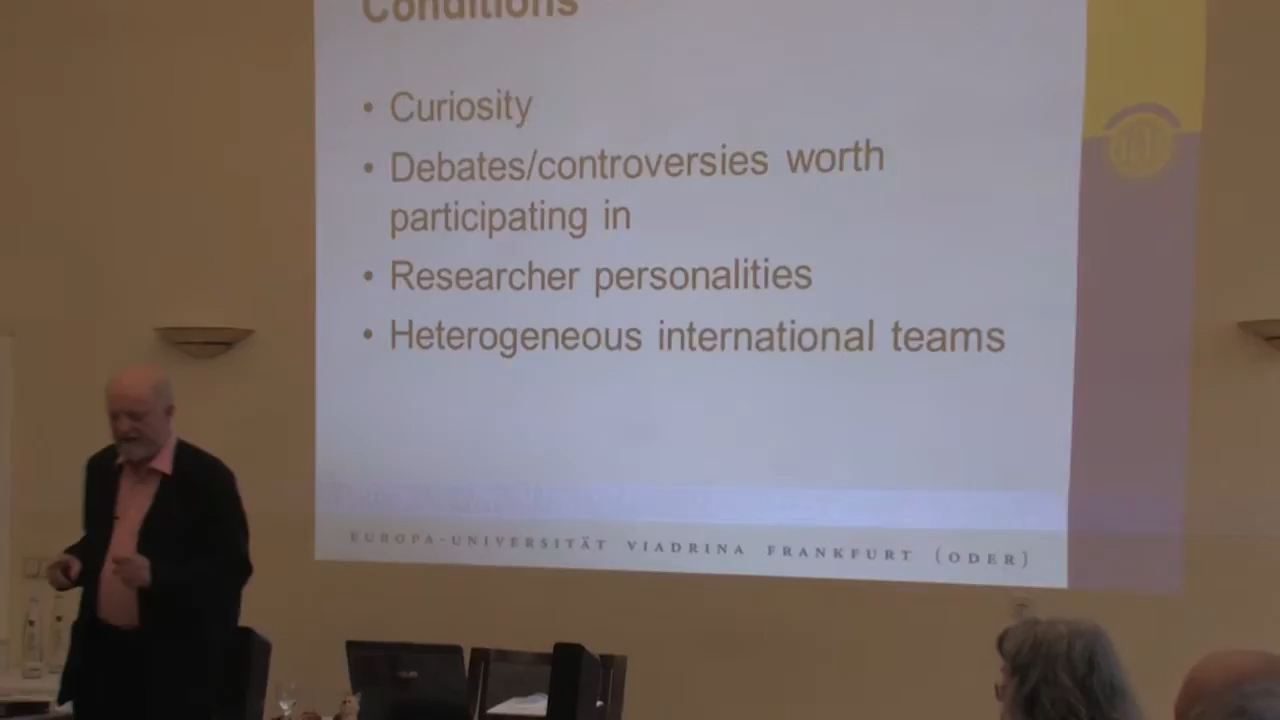 Conditions
• Curiosity
• Debates/controversies worth
participating in
• Researcher personalities
• Heterogeneous international teams
EUROPA-UNIVERSITÄT VIADRINA FRANKFURT (ODER)